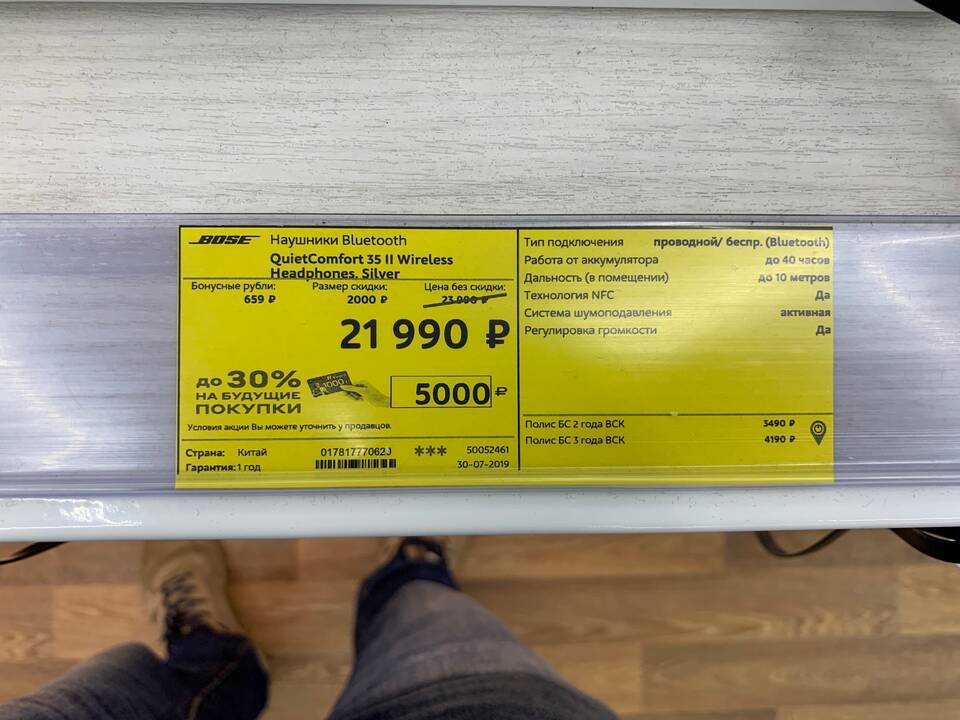 BOSE Наушники Bluetooth
QuietComfort 35 II Wireless
Headphones, Silver
Бонусные рубли: Размер скидки: Цена без скидки:
659 ₽ 2000 ₽ 23 990 ₽
21 990 ₽
до 30%
НА БУДУЩИЕ
ПОКУПКИ
1000
5000 ₽
Условия акции Вы можете уточнить у продавцов.
Страна: Китай 017817770620 *** 50052461
Гарантия: 1 год 30-07-2019
Тип подключения проводной/ беспр. (Bluetooth)
Работа от аккумулятора до 40 часов
Дальность (в помещении) до 10 метров
Технология NFC Да
Система шумоподавления активная
Регулировка громкости Да
Полис БС 2 года ВСК 3490 ₽
Полис БС 3 года ВСК 4190 ₽